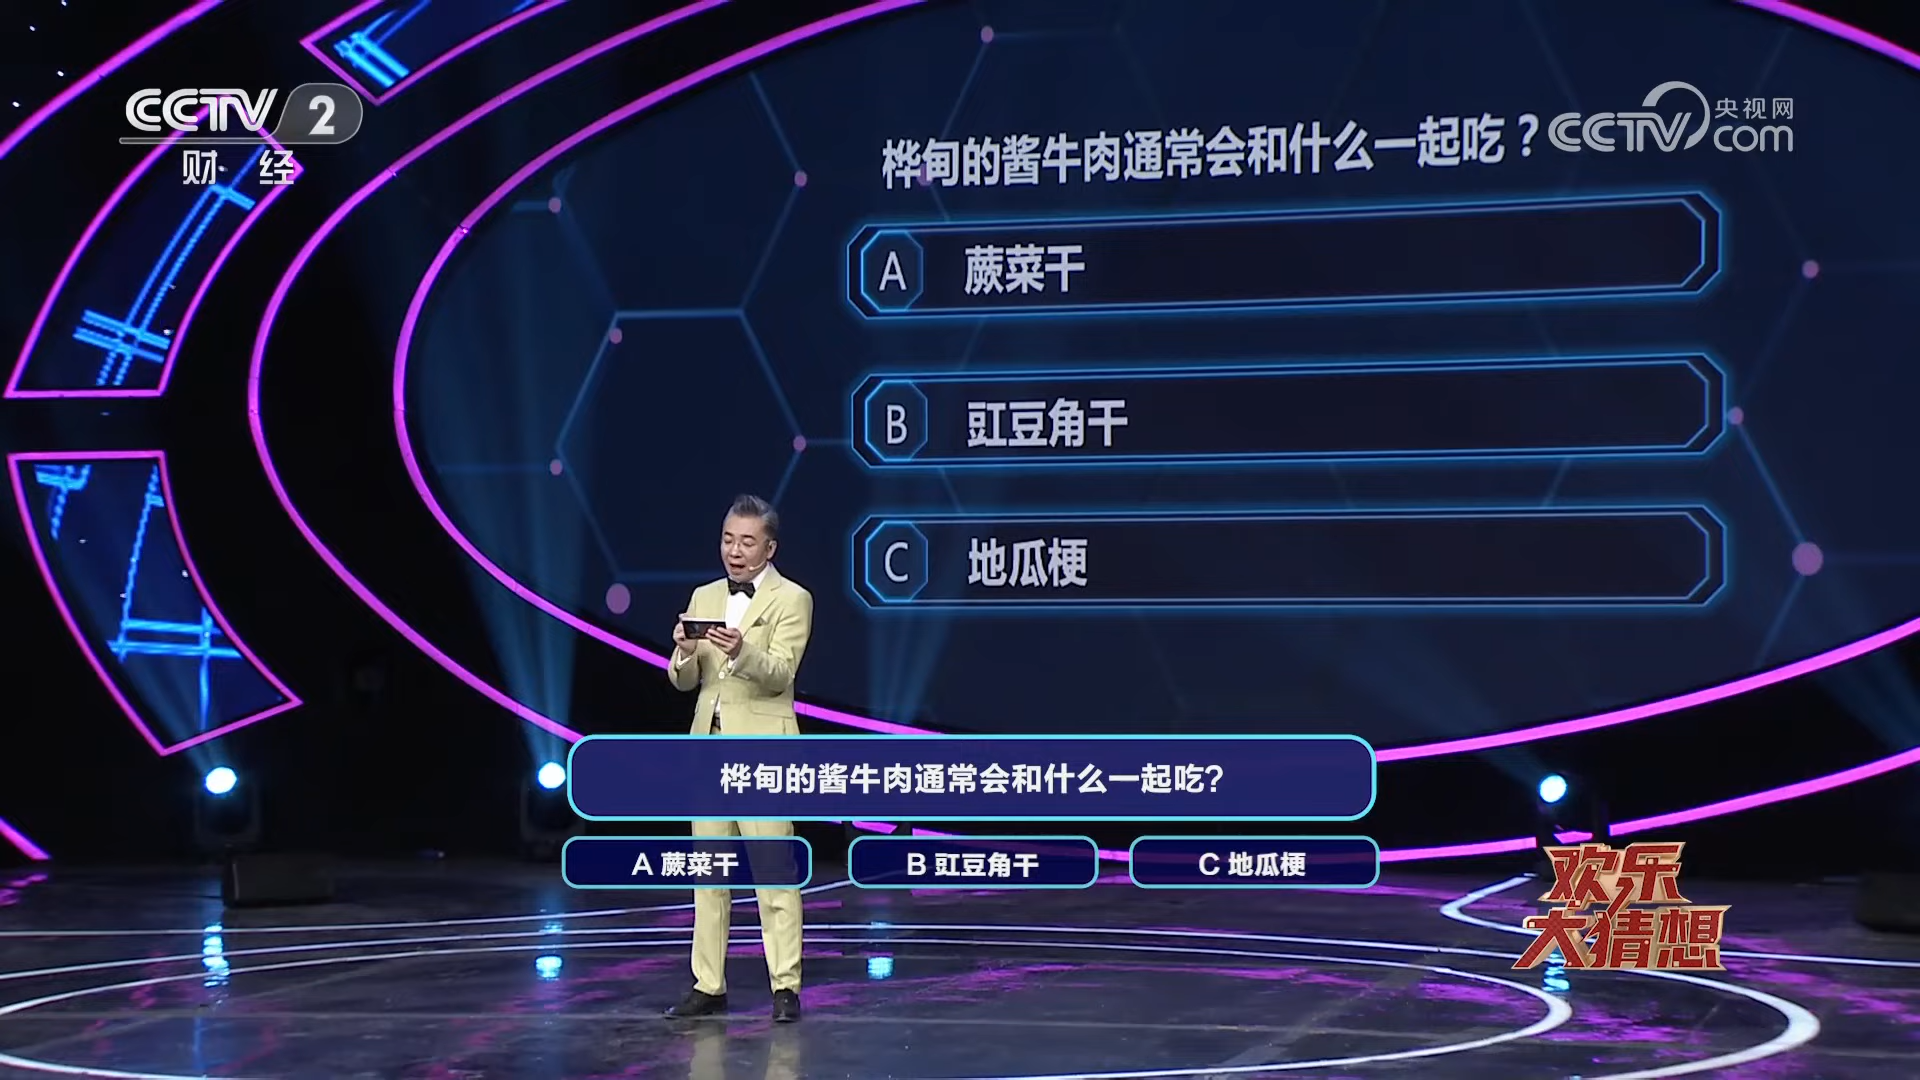 CCTV 2
财·经
央视网
CCTV.com
桦甸的酱牛肉通常会和什么一起吃？
A 蕨菜干
B 豇豆角干
C 地瓜梗
桦甸的酱牛肉通常会和什么一起吃?
A 蕨菜干 B 豇豆角干 C 地瓜梗
欢乐
大猜想